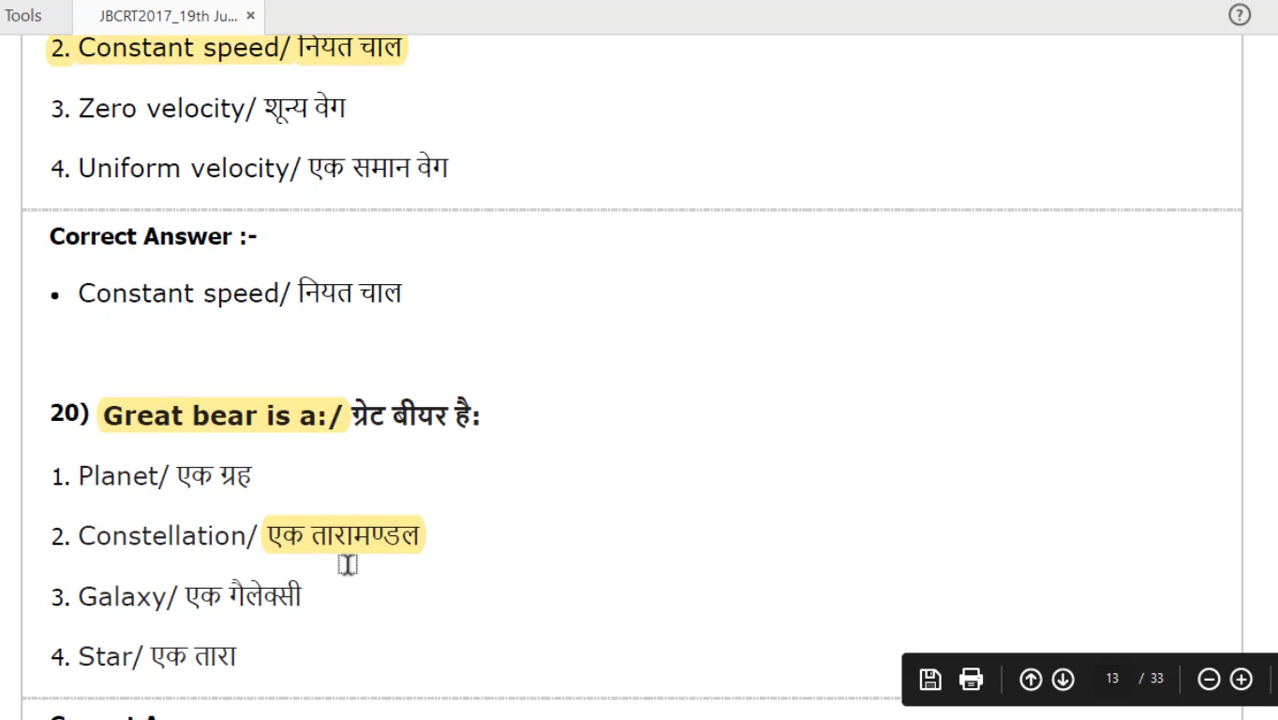 Tools JBCRT2017_19th Ju... ×
2. Constant speed/ नियत चाल
3. Zero velocity/ शून्य वेग
4. Uniform velocity/ एक समान वेग
Correct Answer :-
• Constant speed/ नियत चाल
20) Great bear is a:/ ग्रेट बीयर है:
1. Planet/ एक ग्रह
2. Constellation/ एक तारामण्डल
3. Galaxy/ एक गैलेक्सी
4. Star/ एक तारा
13 / 33